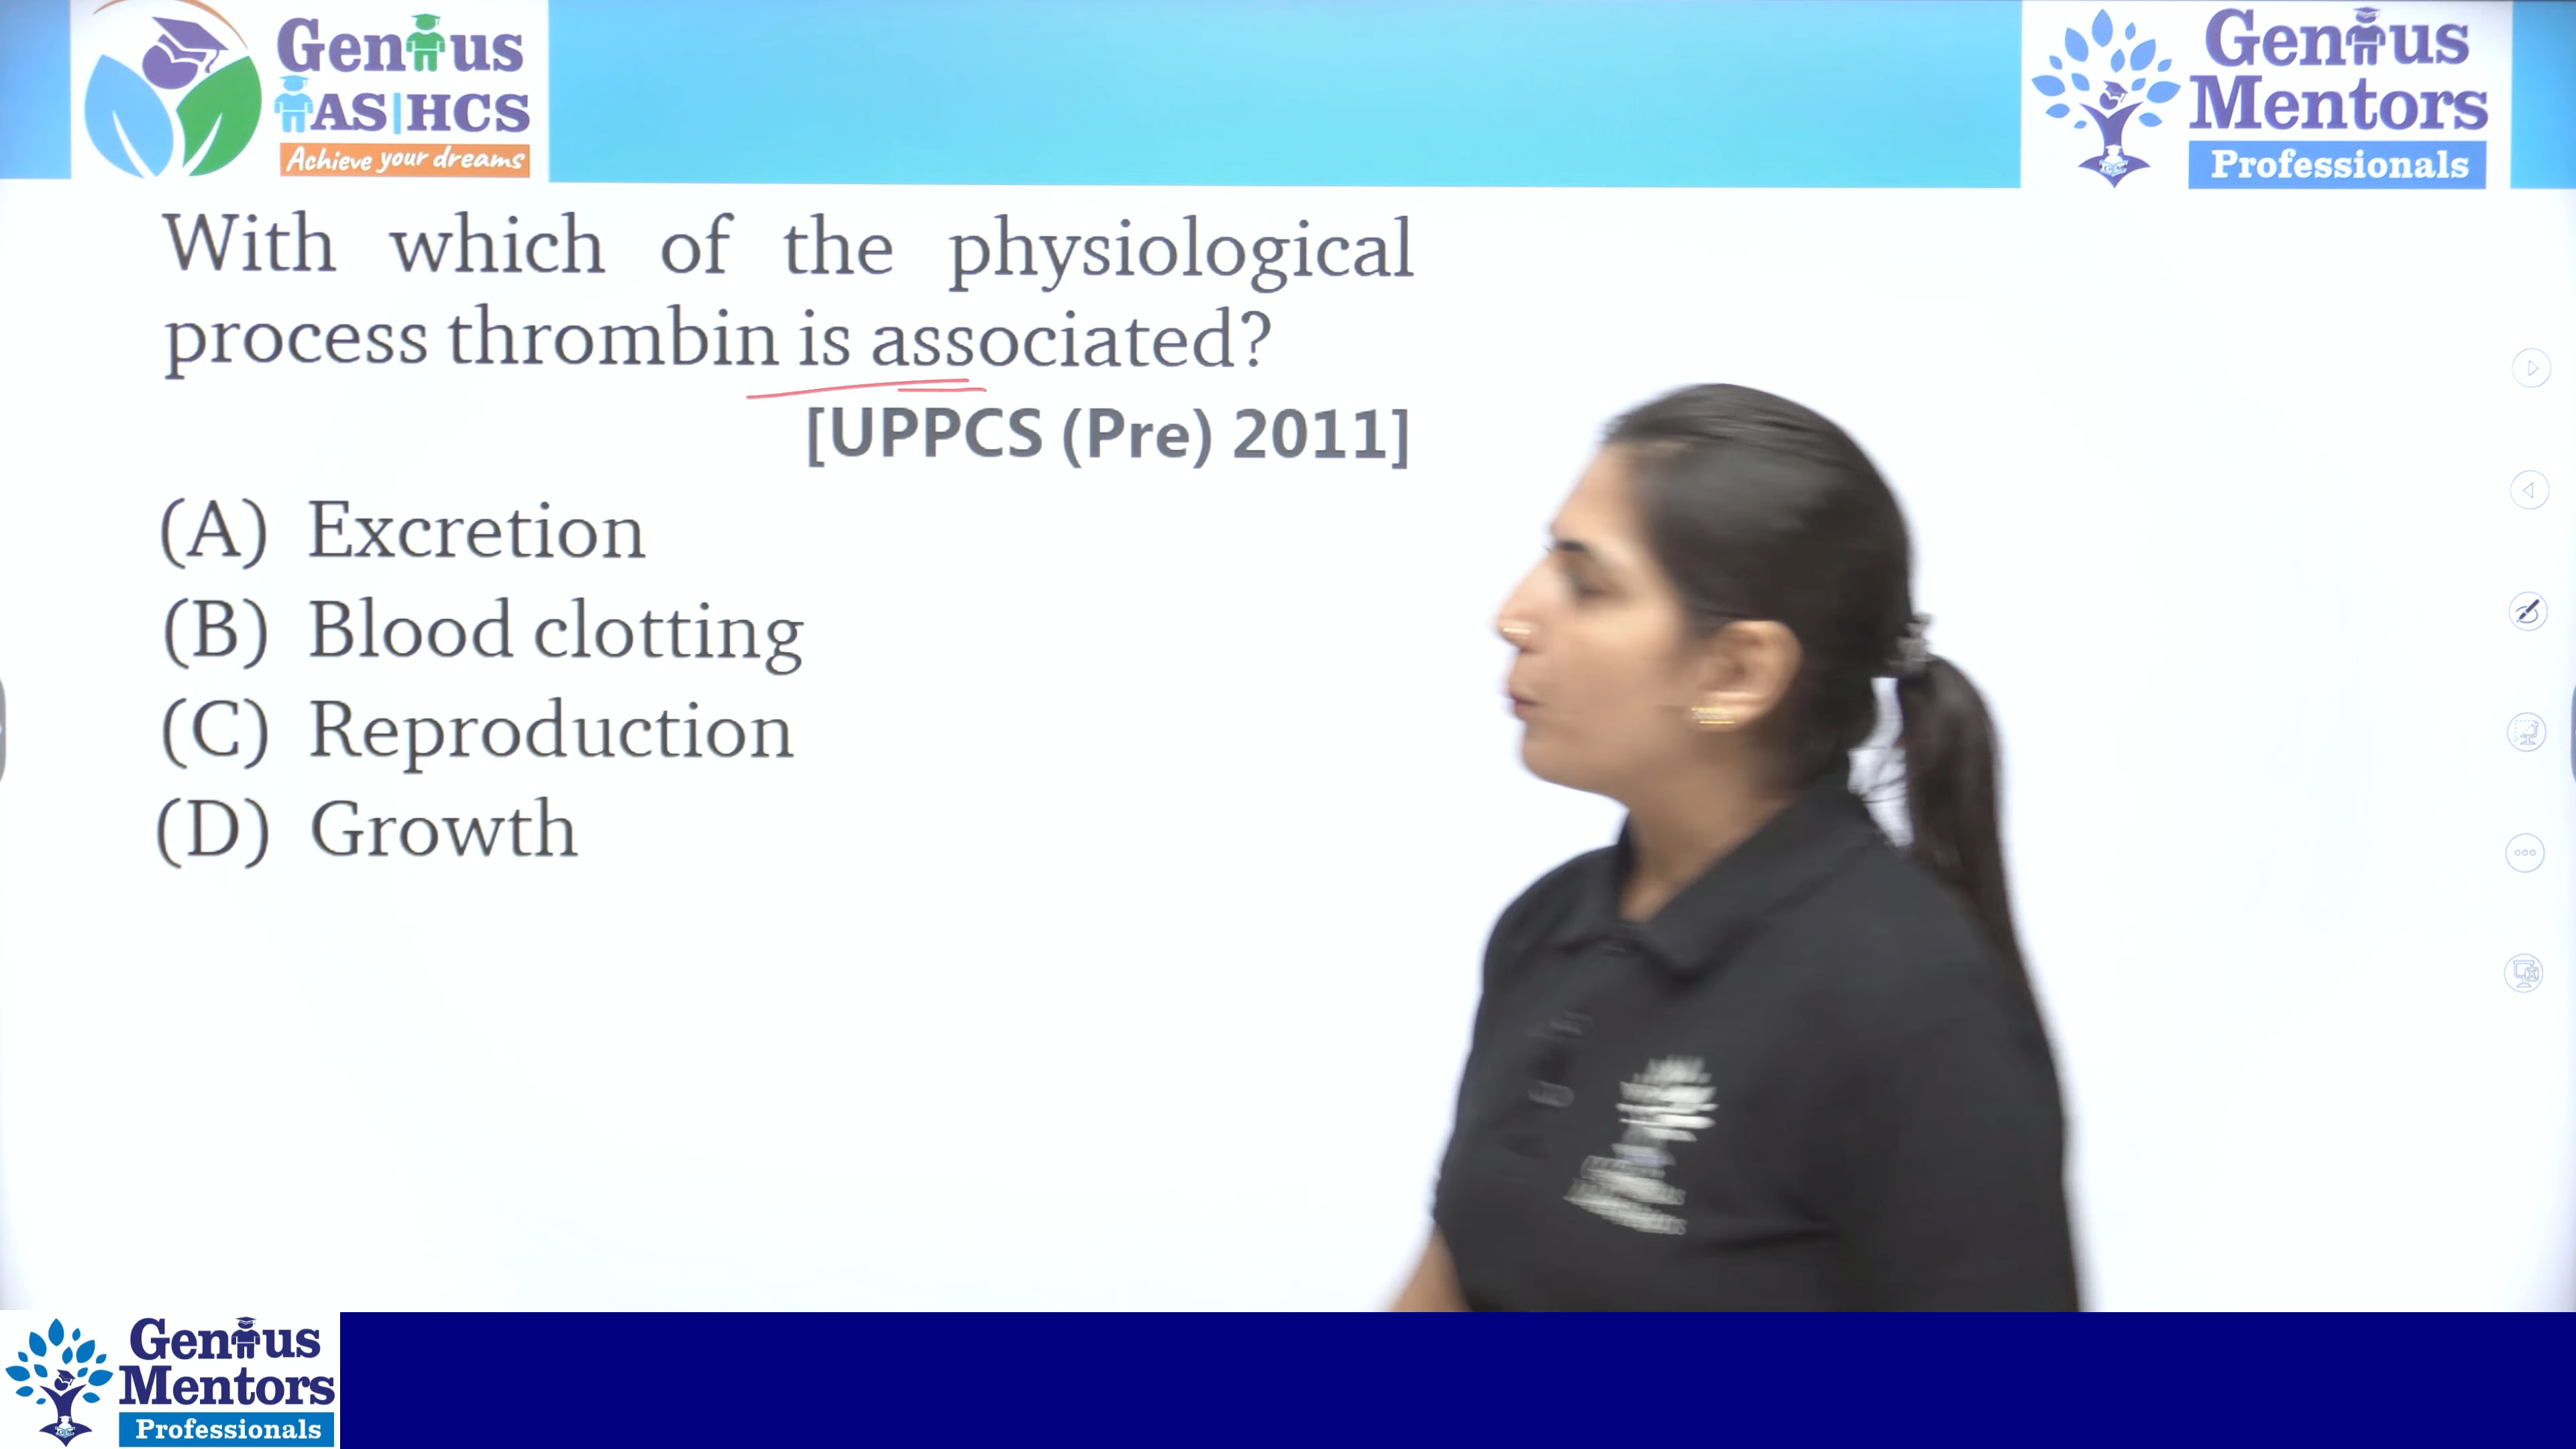 Genius
IAS|HCS
Achieve your dreams
Genius
Mentors
Professionals
With which of the physiological
process thrombin is associated?
[UPPCS (Pre) 2011]
(A) Excretion
(B) Blood clotting
(C) Reproduction
(D) Growth
Genius
Mentors
Professionals